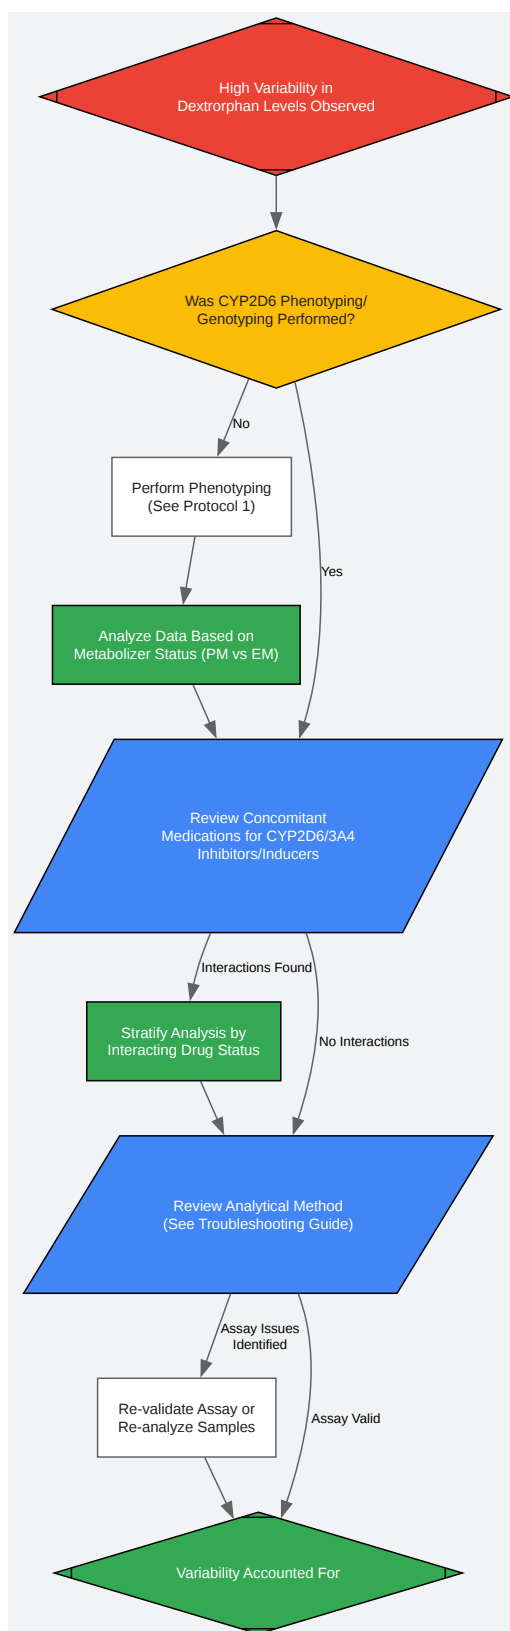 High Variability in
Dextrorphan Levels Observed
Was CYP2D6 Phenotyping/
Genotyping Performed?
No
Perform Phenotyping
(See Protocol 1)
Yes
Analyze Data Based on
Metabolizer Status (PM vs EM)
Review Concomitant
Medications for CYP2D6/3A4
Inhibitors/Inducers
Interactions Found
Stratify Analysis by
Interacting Drug Status
No Interactions
Review Analytical Method
(See Troubleshooting Guide)
Assay Issues
Identified
Re-validate Assay or
Re-analyze Samples
Assay Valid
Variability Accounted For